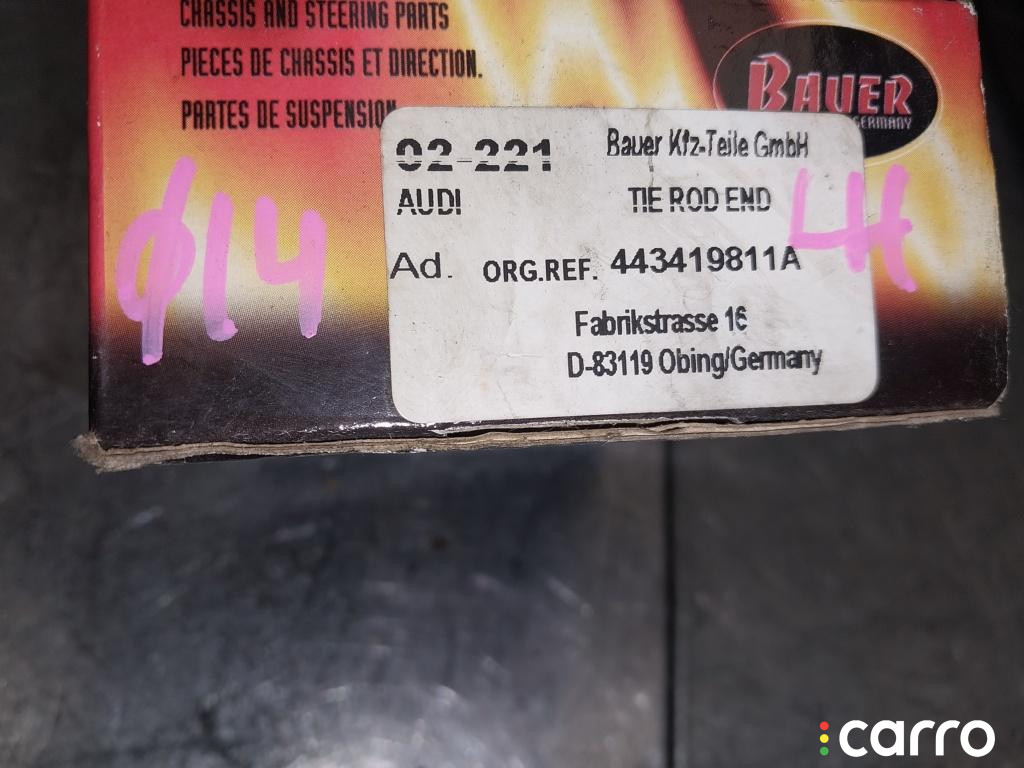 CHASSIS AND STEERING PARTS
PIECES DE CHASSIS ET DIRECTION.
PARTES DE SUSPENSION
BAUER
GERMANY
02-221 Bauer Kfz-Teile GmbH
AUDI TIE ROD END
LH
Ad. ORG.REF. 443419811A
ø14
Fabrikstrasse 16
D-83119 Obing/Germany
carro